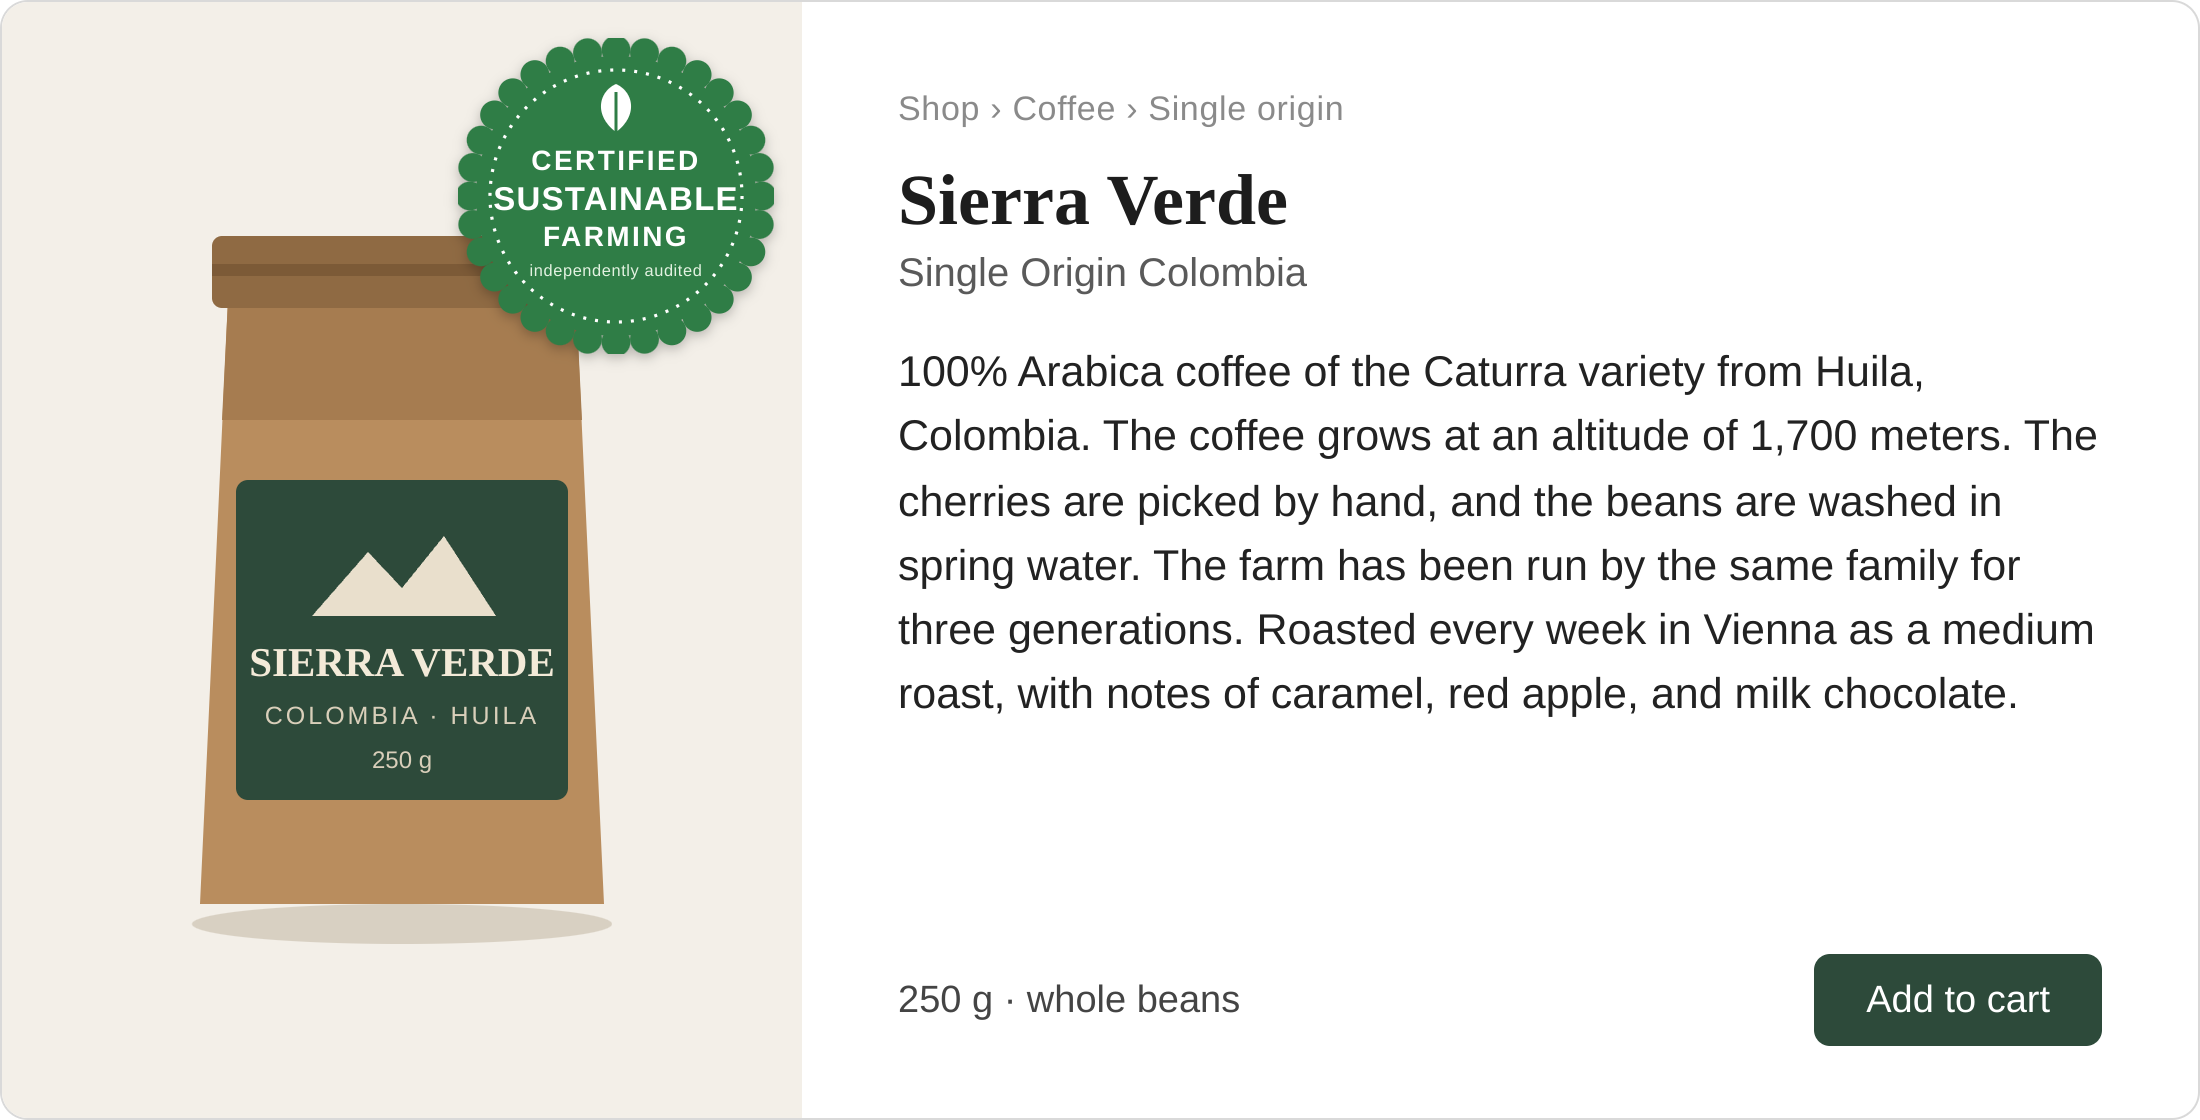 CERTIFIED
SUSTAINABLE
FARMING
independently audited
SIERRA VERDE
COLOMBIA · HUILA
250 g
Shop › Coffee › Single origin
Sierra Verde
Single Origin Colombia
100% Arabica coffee of the Caturra variety from Huila,
Colombia. The coffee grows at an altitude of 1,700 meters. The
cherries are picked by hand, and the beans are washed in
spring water. The farm has been run by the same family for
three generations. Roasted every week in Vienna as a medium
roast, with notes of caramel, red apple, and milk chocolate.
250 g · whole beans
Add to cart